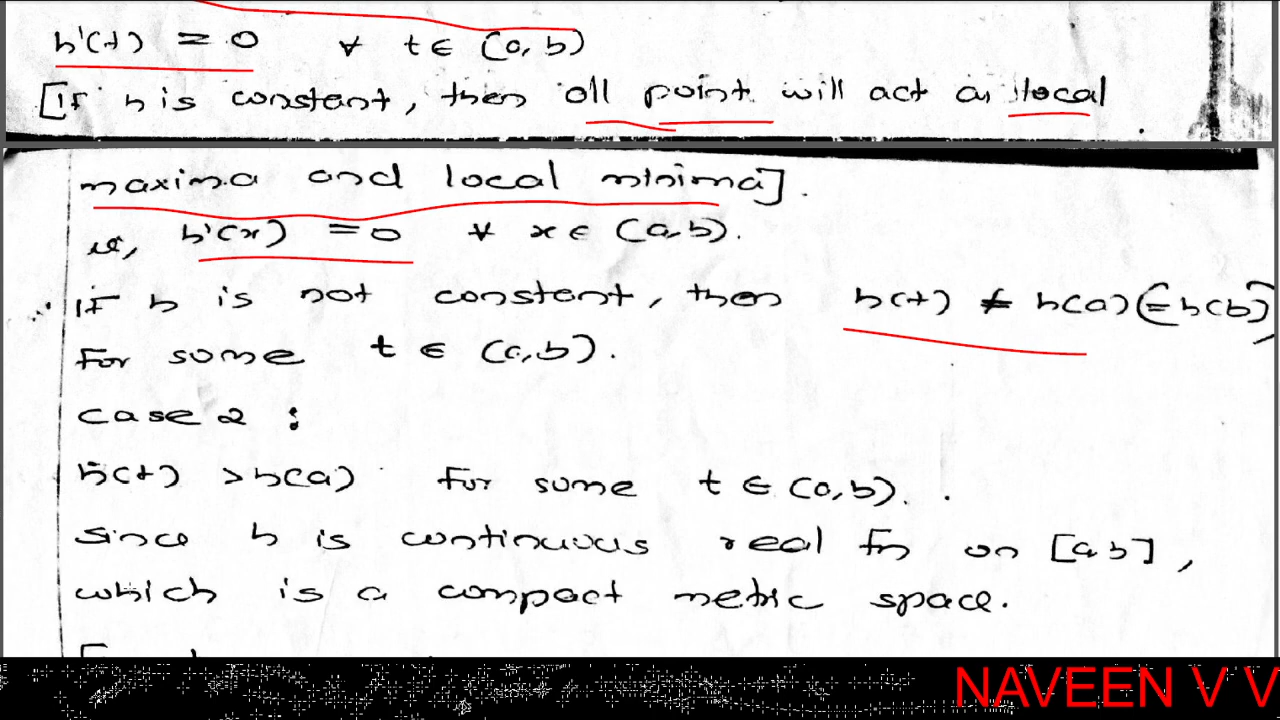 h'(t) = 0 ∀ t ∈ (a, b)
[If h is constant, then all point will act as local
maxima and local minima].
ie, h'(x) = 0 ∀ x ∈ (a,b).
If h is not constant, then h(t) ≠ h(a) (= h(b))
for some t ∈ (a,b).
Case 2 :
h(t) > h(a) for some t ∈ (a,b).
since h is continuous real fn on [a b],
which is a compact metric space.
NAVEEN V V